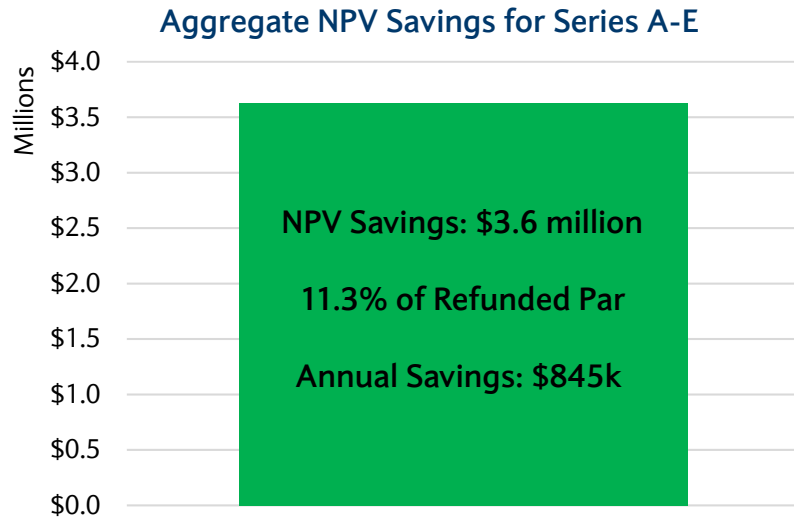 Aggregate NPV Savings for Series A-E
Millions
$4.0
$3.5
$3.0
$2.5
$2.0
$1.5
$1.0
$0.5
$0.0
NPV Savings: $3.6 million
11.3% of Refunded Par
Annual Savings: $845k